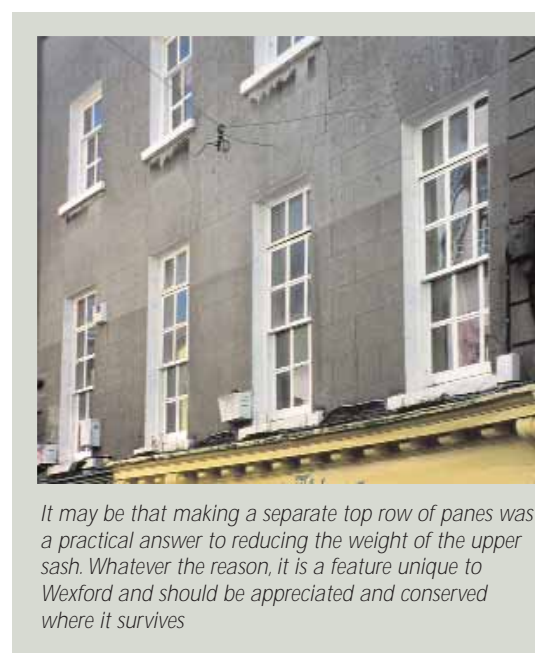 It may be that making a separate top row of panes was
a practical answer to reducing the weight of the upper
sash. Whatever the reason, it is a feature unique to
Wexford and should be appreciated and conserved
where it survives